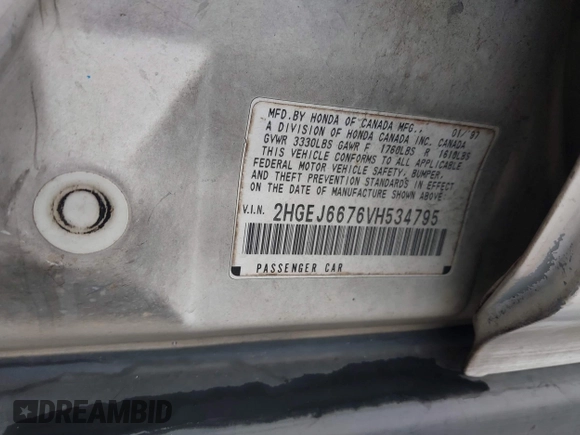 MFD.BY HONDA OF CANADA MFG., 01/97
A DIVISION OF HONDA CANADA INC. CANADA
GVWR 3330LBS GAWR F 1760LBS R 1610LBS
THIS VEHICLE CONFORMS TO ALL APPLICABLE
FEDERAL MOTOR VEHICLE SAFETY, BUMPER,
AND THEFT PREVENTION STANDARDS IN EFFECT
ON THE DATE OF MANUFACTURE SHOWN ABOVE.
V.I.N. 2HGEJ6676VH534795
PASSENGER CAR
DREAMBID